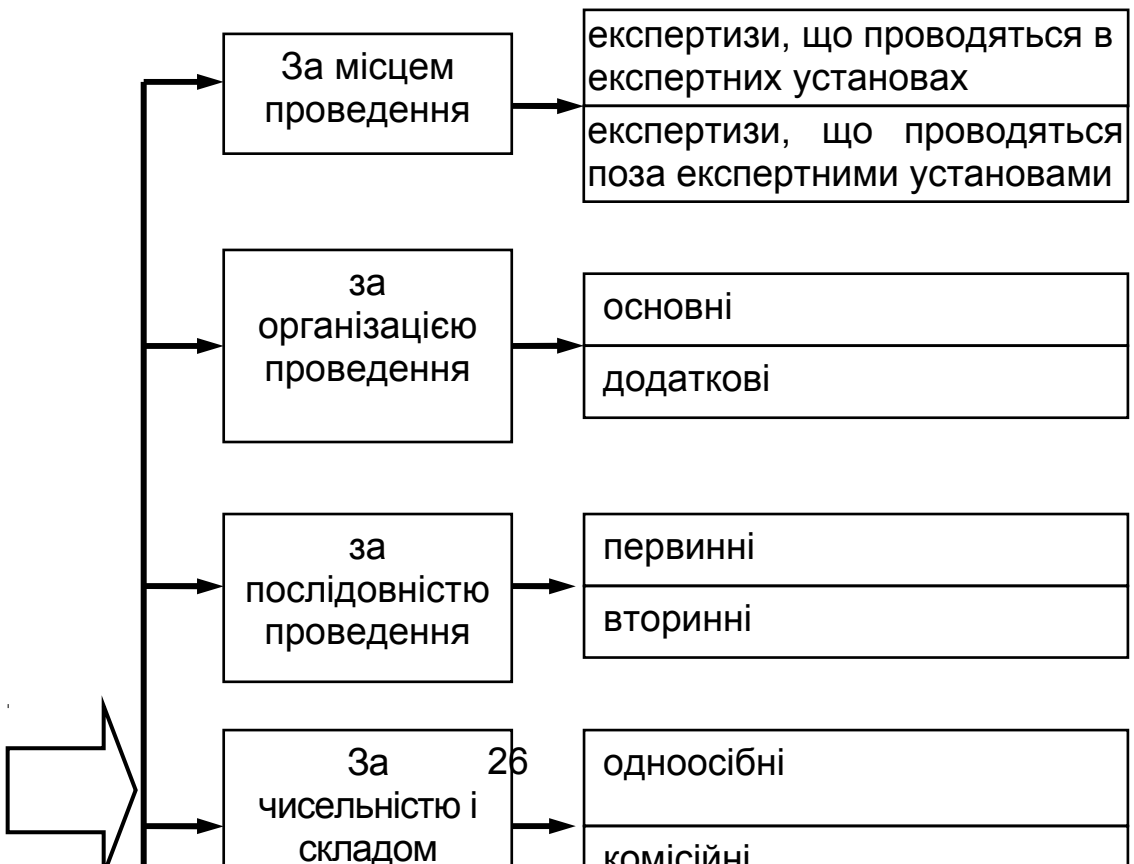 За місцем
проведення
експертизи, що проводяться в
експертних установах
експертизи, що проводяться
поза експертними установами
за
організацією
проведення
основні
додаткові
за
послідовністю
проведення
первинні
вторинні
За
чисельністю і
складом
26
одноосібні
комісійні